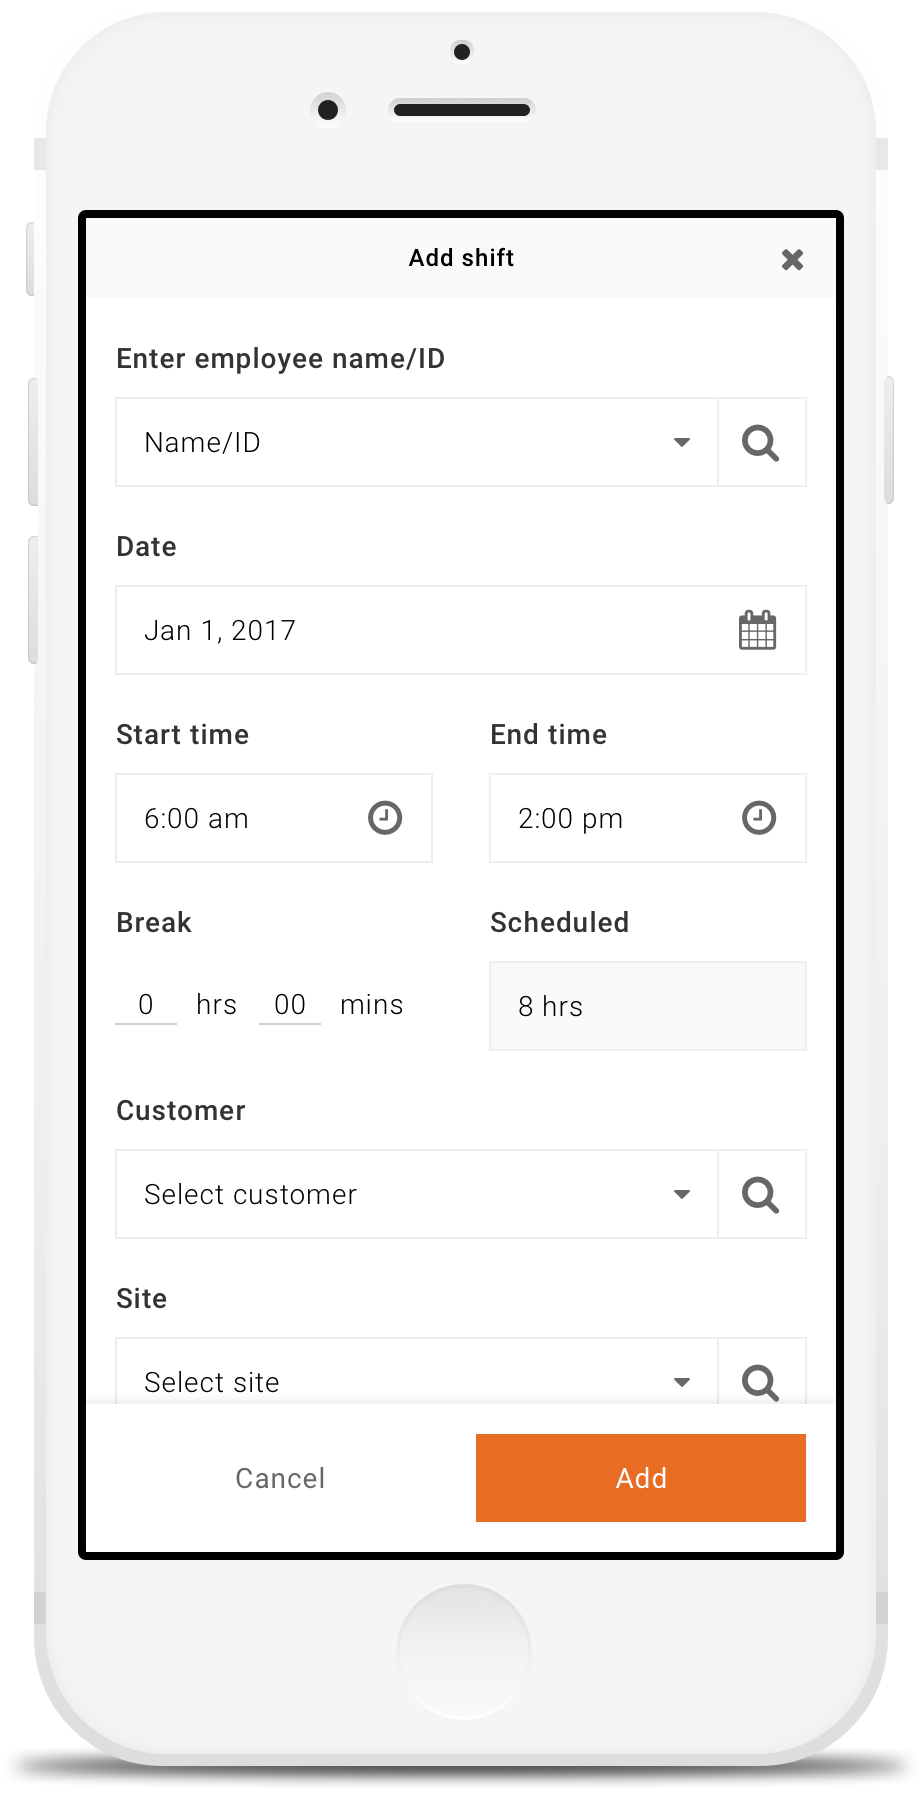 Add shift
Enter employee name/ID
Name/ID
Date
Jan 1, 2017
Start time End time
6:00 am 2:00 pm
Break Scheduled
0 hrs 00 mins 8 hrs
Customer
Select customer
Site
Select site
Cancel Add